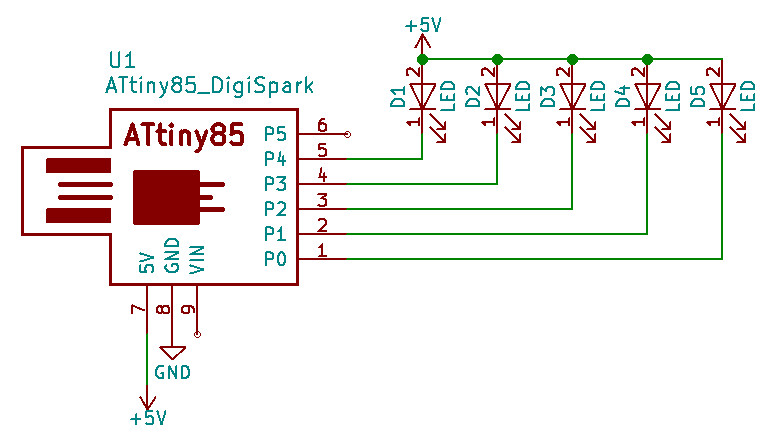 +5V
U1
ATtiny85_DigiSpark
ATtiny85
P5 6
P4 5
P3 4
P2 3
P1 2
P0 1
5V
GND
VIN
7
8
9
GND
+5V
D1
2
1
LED
D2
2
1
LED
D3
2
1
LED
D4
2
1
LED
D5
2
1
LED